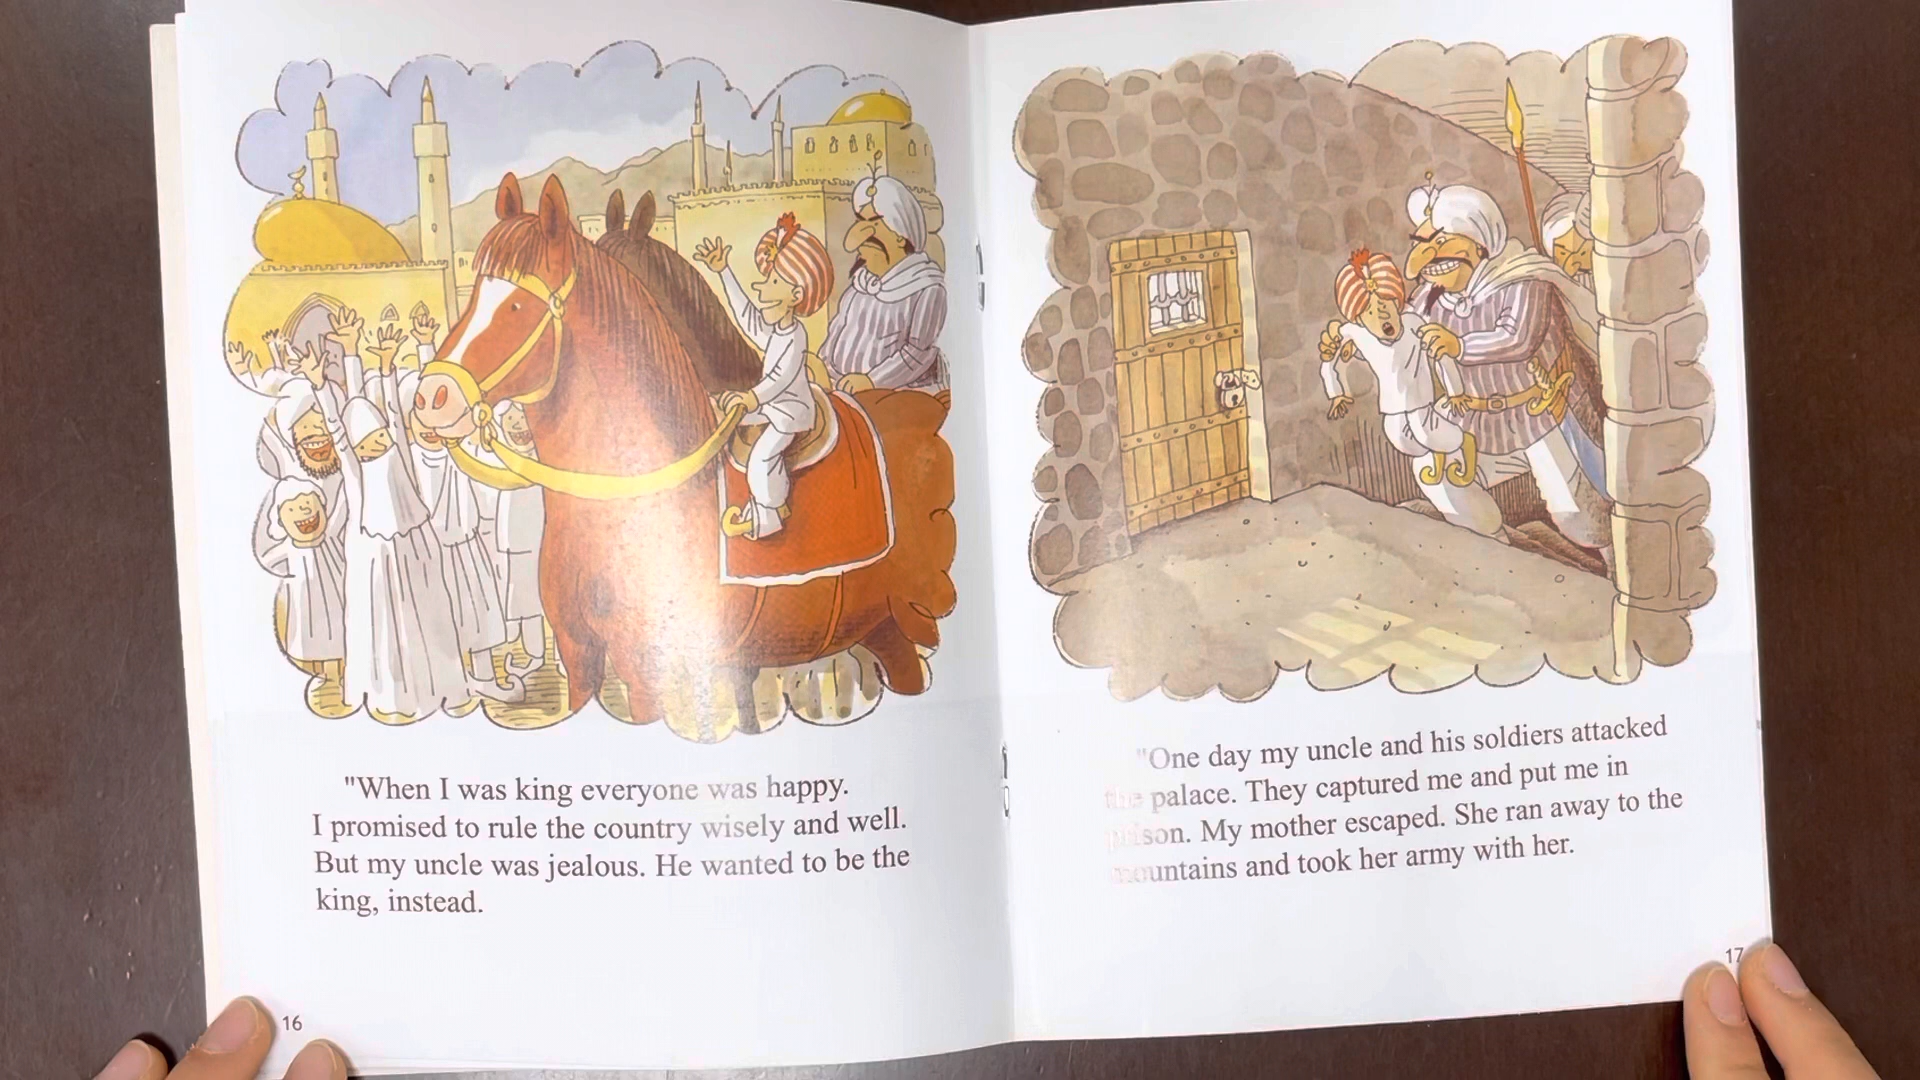 "When I was king everyone was happy.
I promised to rule the country wisely and well.
But my uncle was jealous. He wanted to be the
king, instead.
16
"One day my uncle and his soldiers attacked
the palace. They captured me and put me in
prison. My mother escaped. She ran away to the
mountains and took her army with her.
17